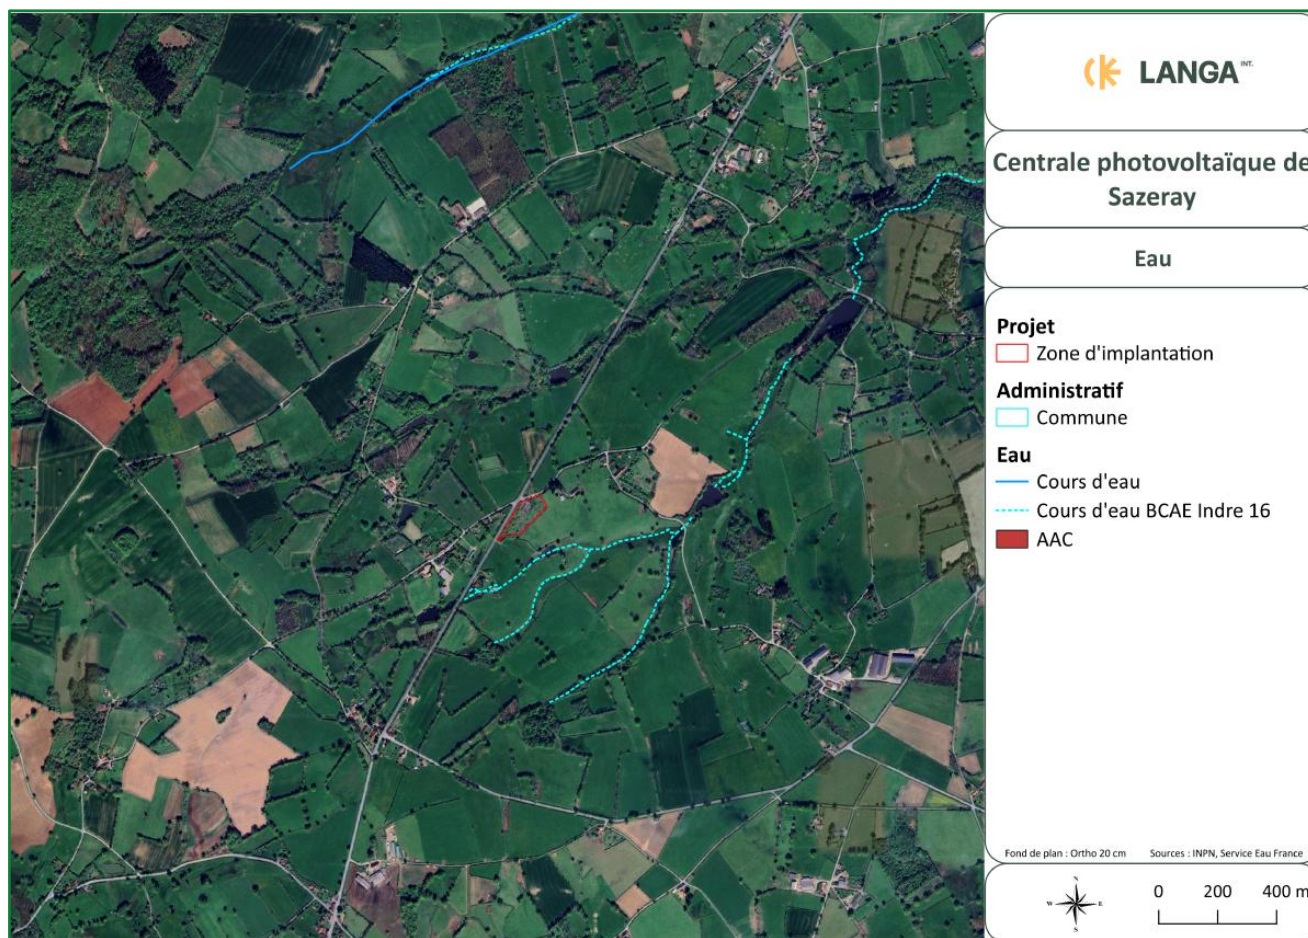 LANGA INT.
Centrale photovoltaïque de
Sazeray
Eau
Projet
Zone d'implantation
Administratif
Commune
Eau
Cours d'eau
Cours d'eau BCAE Indre 16
AAC
Fond de plan : Ortho 20 cm Sources : INPN, Service Eau France
N
W E
S
0 200 400 m